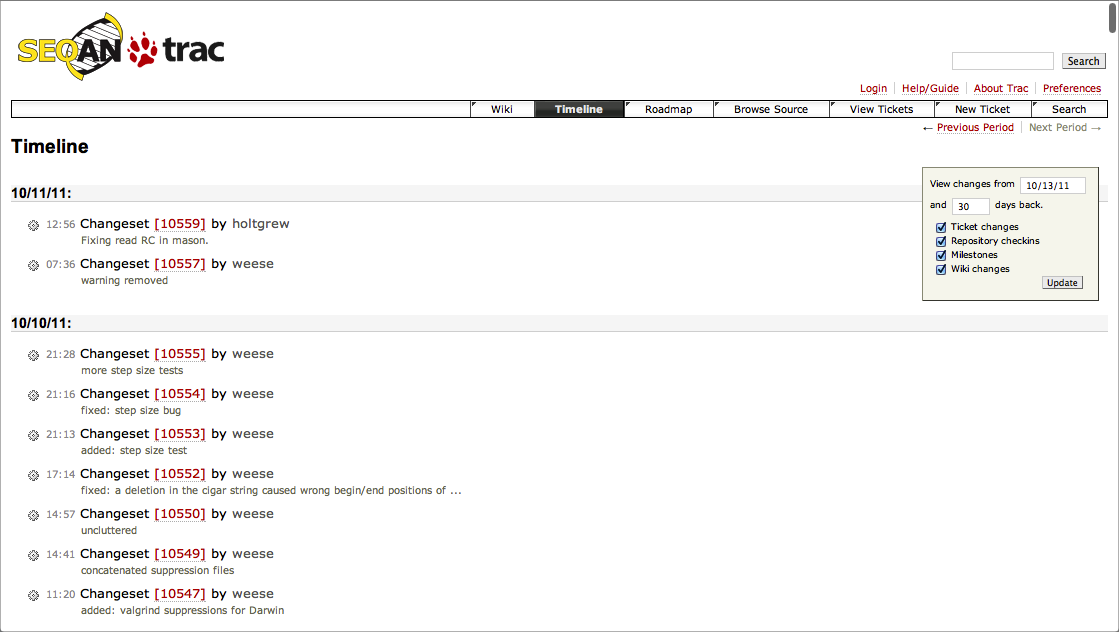 SEQAN trac
Search
Login Help/Guide About Trac Preferences
Wiki Timeline Roadmap Browse Source View Tickets New Ticket Search
← Previous Period Next Period →
Timeline
View changes from 10/13/11
and 30 days back.
Ticket changes
Repository checkins
Milestones
Wiki changes
Update
10/11/11:
12:56 Changeset [10559] by holtgrew
Fixing read RC in mason.
07:36 Changeset [10557] by weese
warning removed
10/10/11:
21:28 Changeset [10555] by weese
more step size tests
21:16 Changeset [10554] by weese
fixed: step size bug
21:13 Changeset [10553] by weese
added: step size test
17:14 Changeset [10552] by weese
fixed: a deletion in the cigar string caused wrong begin/end positions of ...
14:57 Changeset [10550] by weese
uncluttered
14:41 Changeset [10549] by weese
concatenated suppression files
11:20 Changeset [10547] by weese
added: valgrind suppressions for Darwin